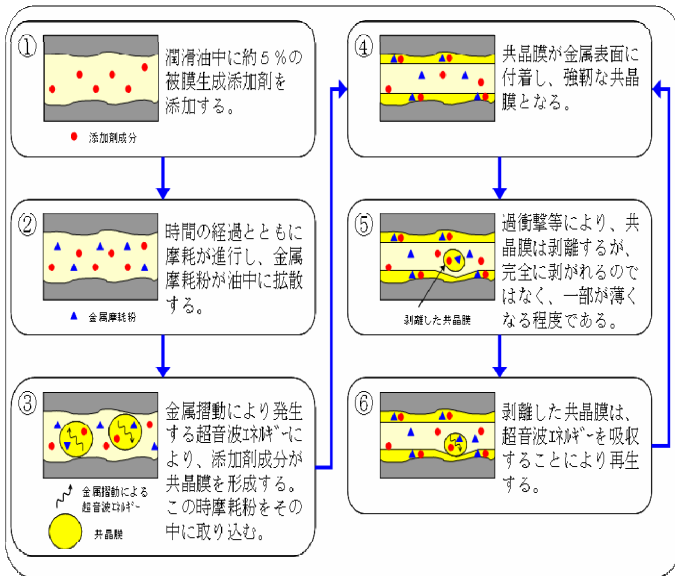 ①
潤滑油中に約5%の
被膜生成添加剤を
添加する。
添加剤成分
②
時間の経過とともに
摩耗が進行し、金属
摩耗粉が油中に拡散
する。
金属摩耗粉
③
金属摺動により発生
する超音波ｴﾈﾙｷﾞｰに
より、添加剤成分が
共晶膜を形成する。
この時摩耗粉をその
中に取り込む。
金属摺動による
超音波ｴﾈﾙｷﾞｰ
共晶膜
④
共晶膜が金属表面に
付着し、強靭な共晶
膜となる。
⑤
過衝撃等により、共
晶膜は剥離するが、
完全に剥がれるので
はなく、一部が薄く
なる程度である。
剥離した共晶膜
⑥
剥離した共晶膜は、
超音波ｴﾈﾙｷﾞｰを吸収
することにより再生
する。